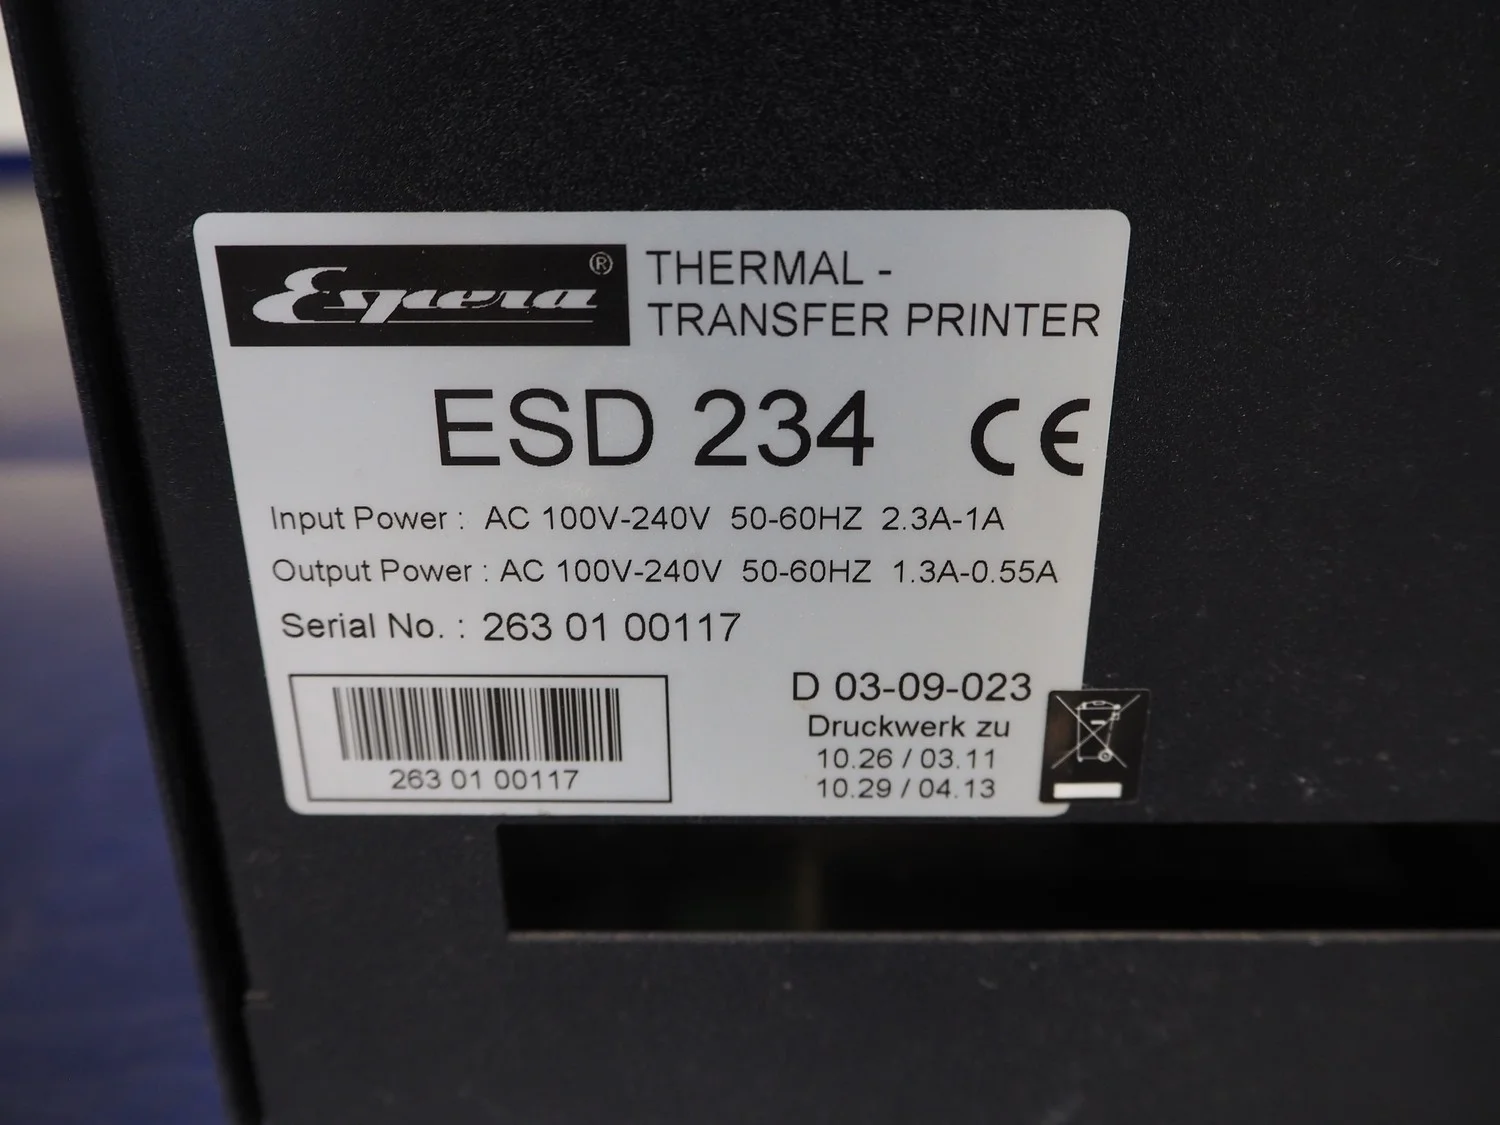 Espera®
THERMAL -
TRANSFER PRINTER
ESD 234 CE
Input Power : AC 100V-240V 50-60HZ 2.3A-1A
Output Power : AC 100V-240V 50-60HZ 1.3A-0.55A
Serial No. : 263 01 00117
263 01 00117
D 03-09-023
Druckwerk zu
10.26 / 03.11
10.29 / 04.13